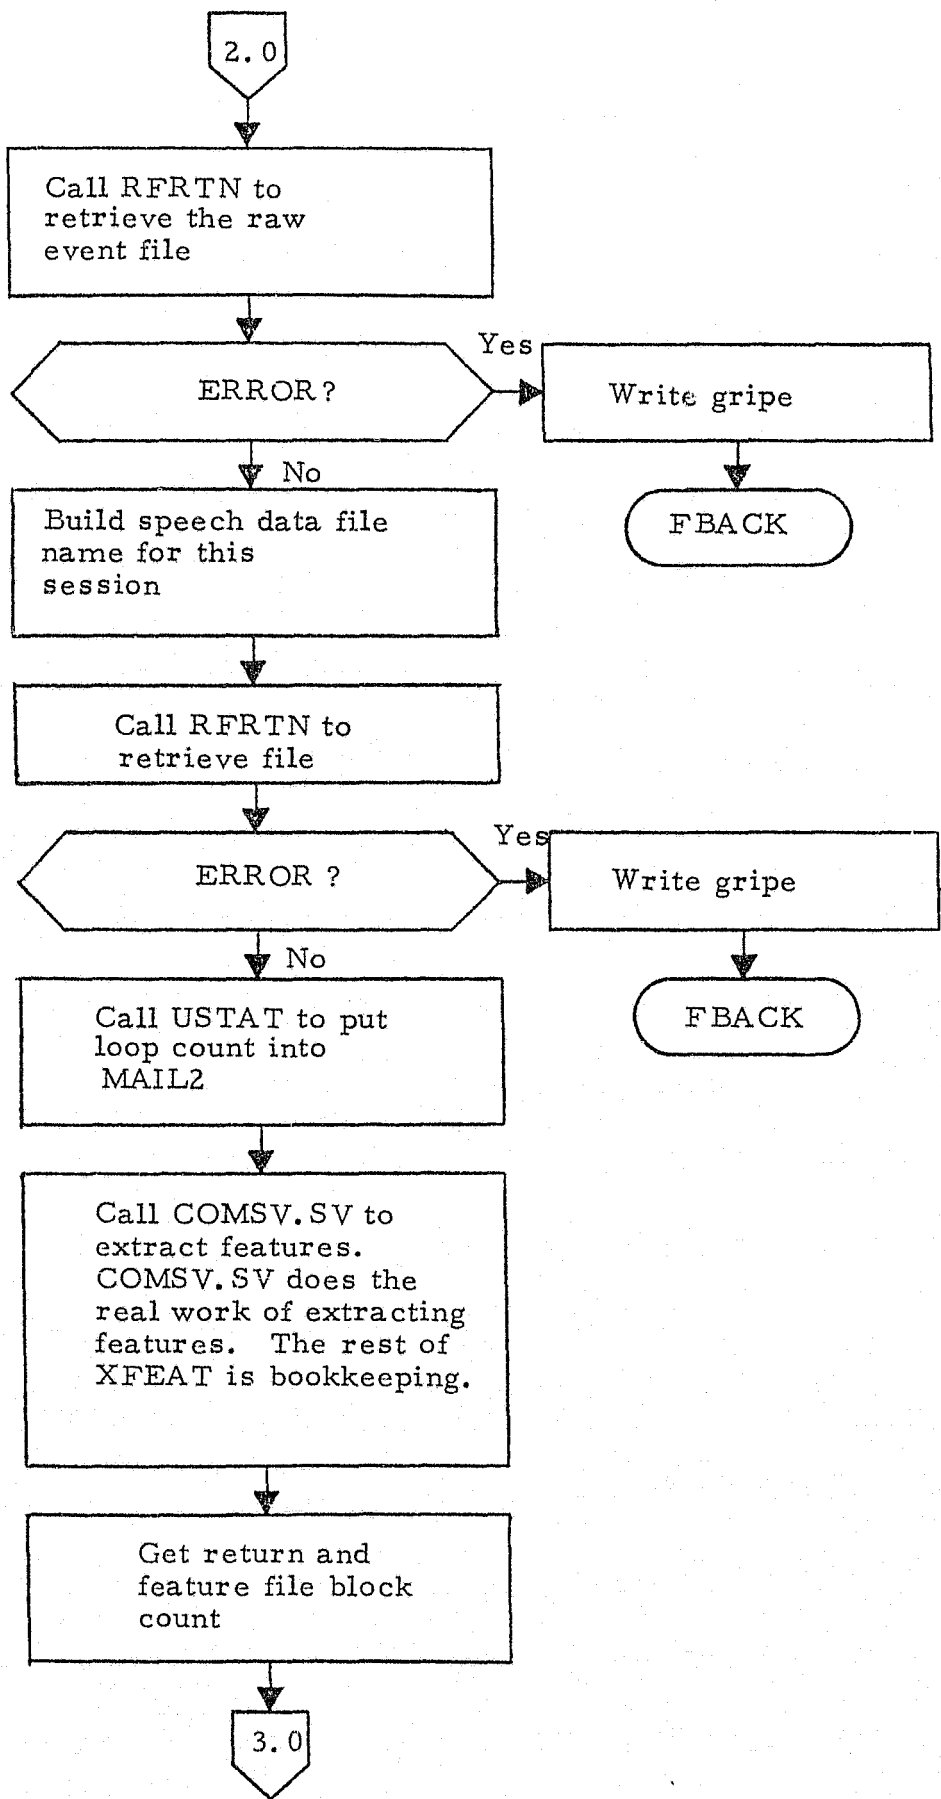 2.0
Call RFRTN to
retrieve the raw
event file
ERROR?
Yes
Write gripe
No
FBACK
Build speech data file
name for this
session
Call RFRTN to
retrieve file
ERROR ?
Yes
Write gripe
No
FBACK
Call USTAT to put
loop count into
MAIL2
Call COMSV.SV to
extract features.
COMSV.SV does the
real work of extracting
features. The rest of
XFEAT is bookkeeping.
Get return and
feature file block
count
3.0